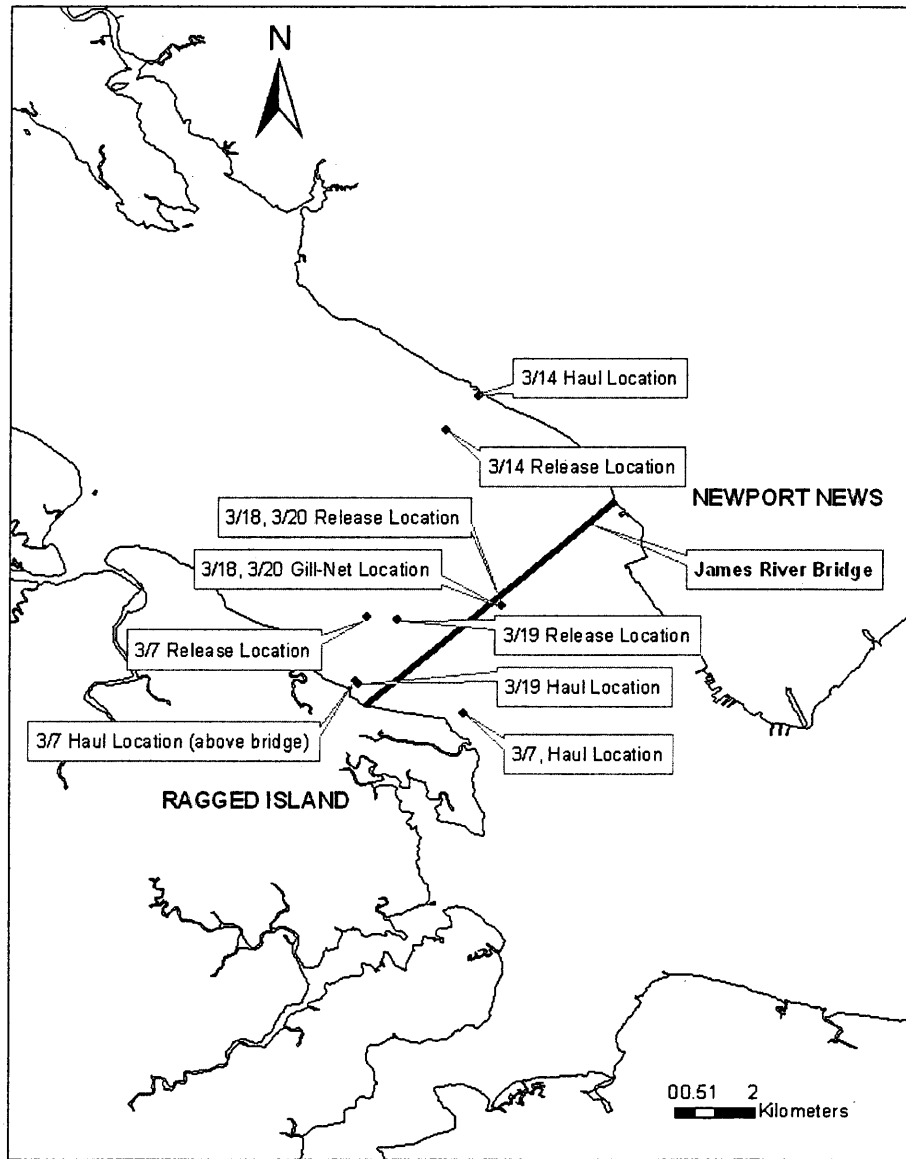 N
3/14 Haul Location
3/14 Release Location
NEWPORT NEWS
3/18, 3/20 Release Location
3/18, 3/20 Gill-Net Location
James River Bridge
3/7 Release Location
3/19 Release Location
3/19 Haul Location
3/7 Haul Location (above bridge)
3/7, Haul Location
RAGGED ISLAND
00.51 2
Kilometers